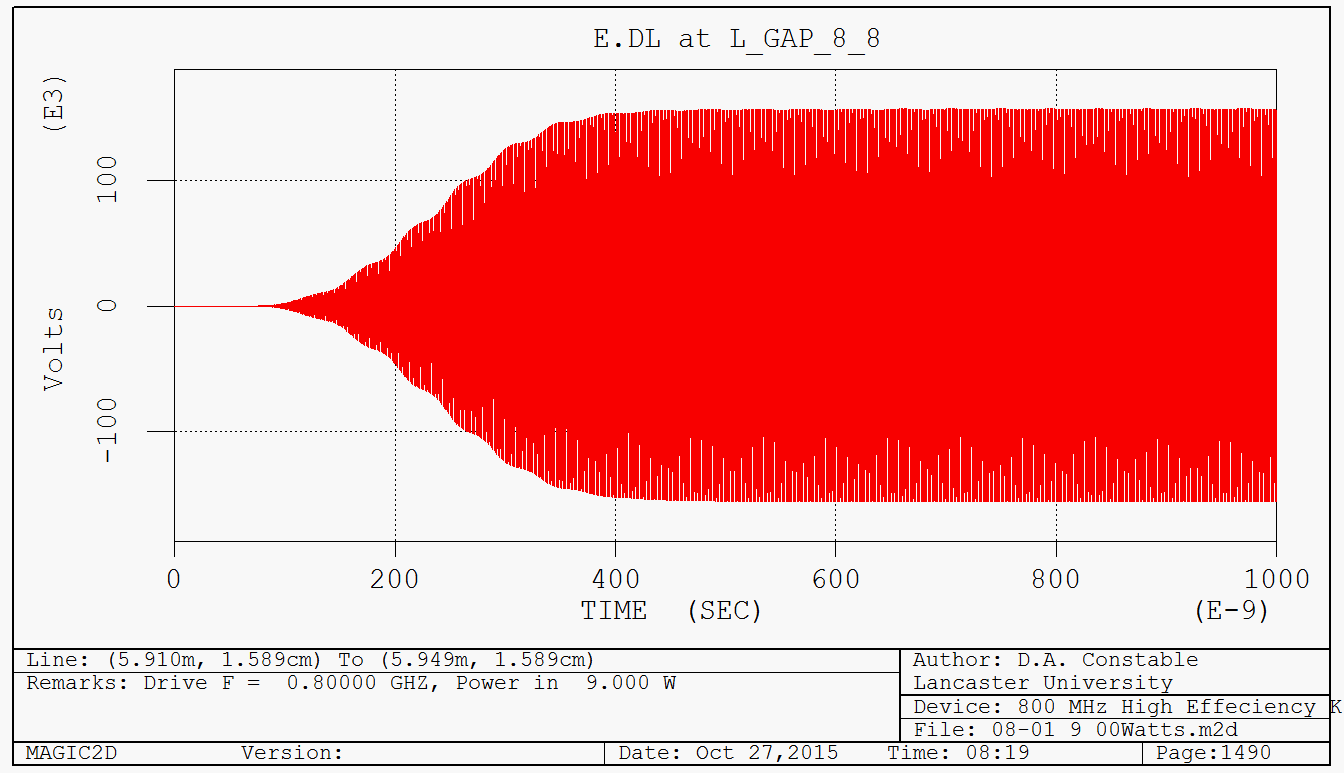 E.DL at L_GAP_8_8
(E3)
Volts
100
0
-100
0 200 400 600 800 1000
TIME (SEC) (E-9)
Line: (5.910m, 1.589cm) To (5.949m, 1.589cm)
Remarks: Drive F = 0.80000 GHZ, Power in 9.000 W
Author: D.A. Constable
Lancaster University
Device: 800 MHz High Effeciency K
File: 08-01 9 00Watts.m2d
MAGIC2D Version: Date: Oct 27,2015 Time: 08:19 Page:1490